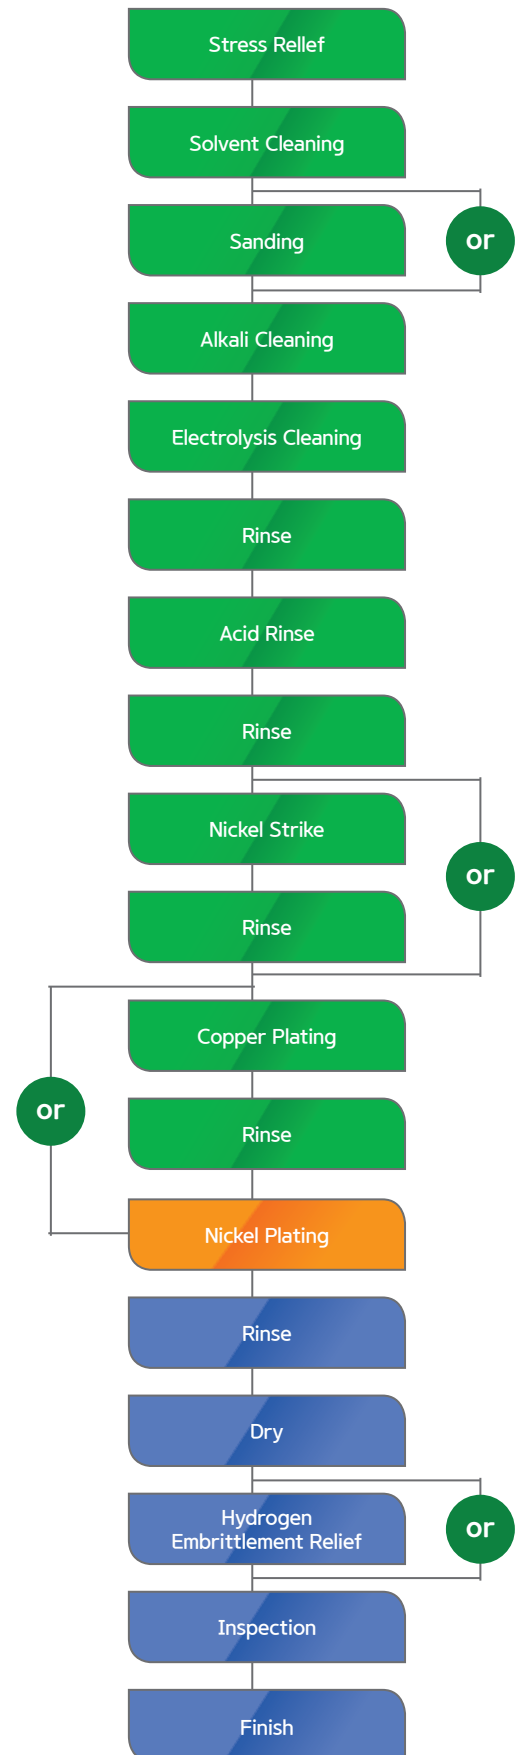 Stress Rellef
Solvent Cleaning
or
Sanding
Alkali Cleaning
Electrolysis Cleaning
Rinse
Acid Rinse
Rinse
Nickel Strike
or
Rinse
Copper Plating
or
Rinse
Nickel Plating
Rinse
Dry
Hydrogen
Embrittlement Relief
or
Inspection
Finish